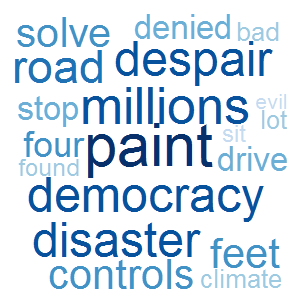 solve denied bad
road despair
stop millions evil
lot
four paint sit
found drive
democracy
disaster feet
controls climate